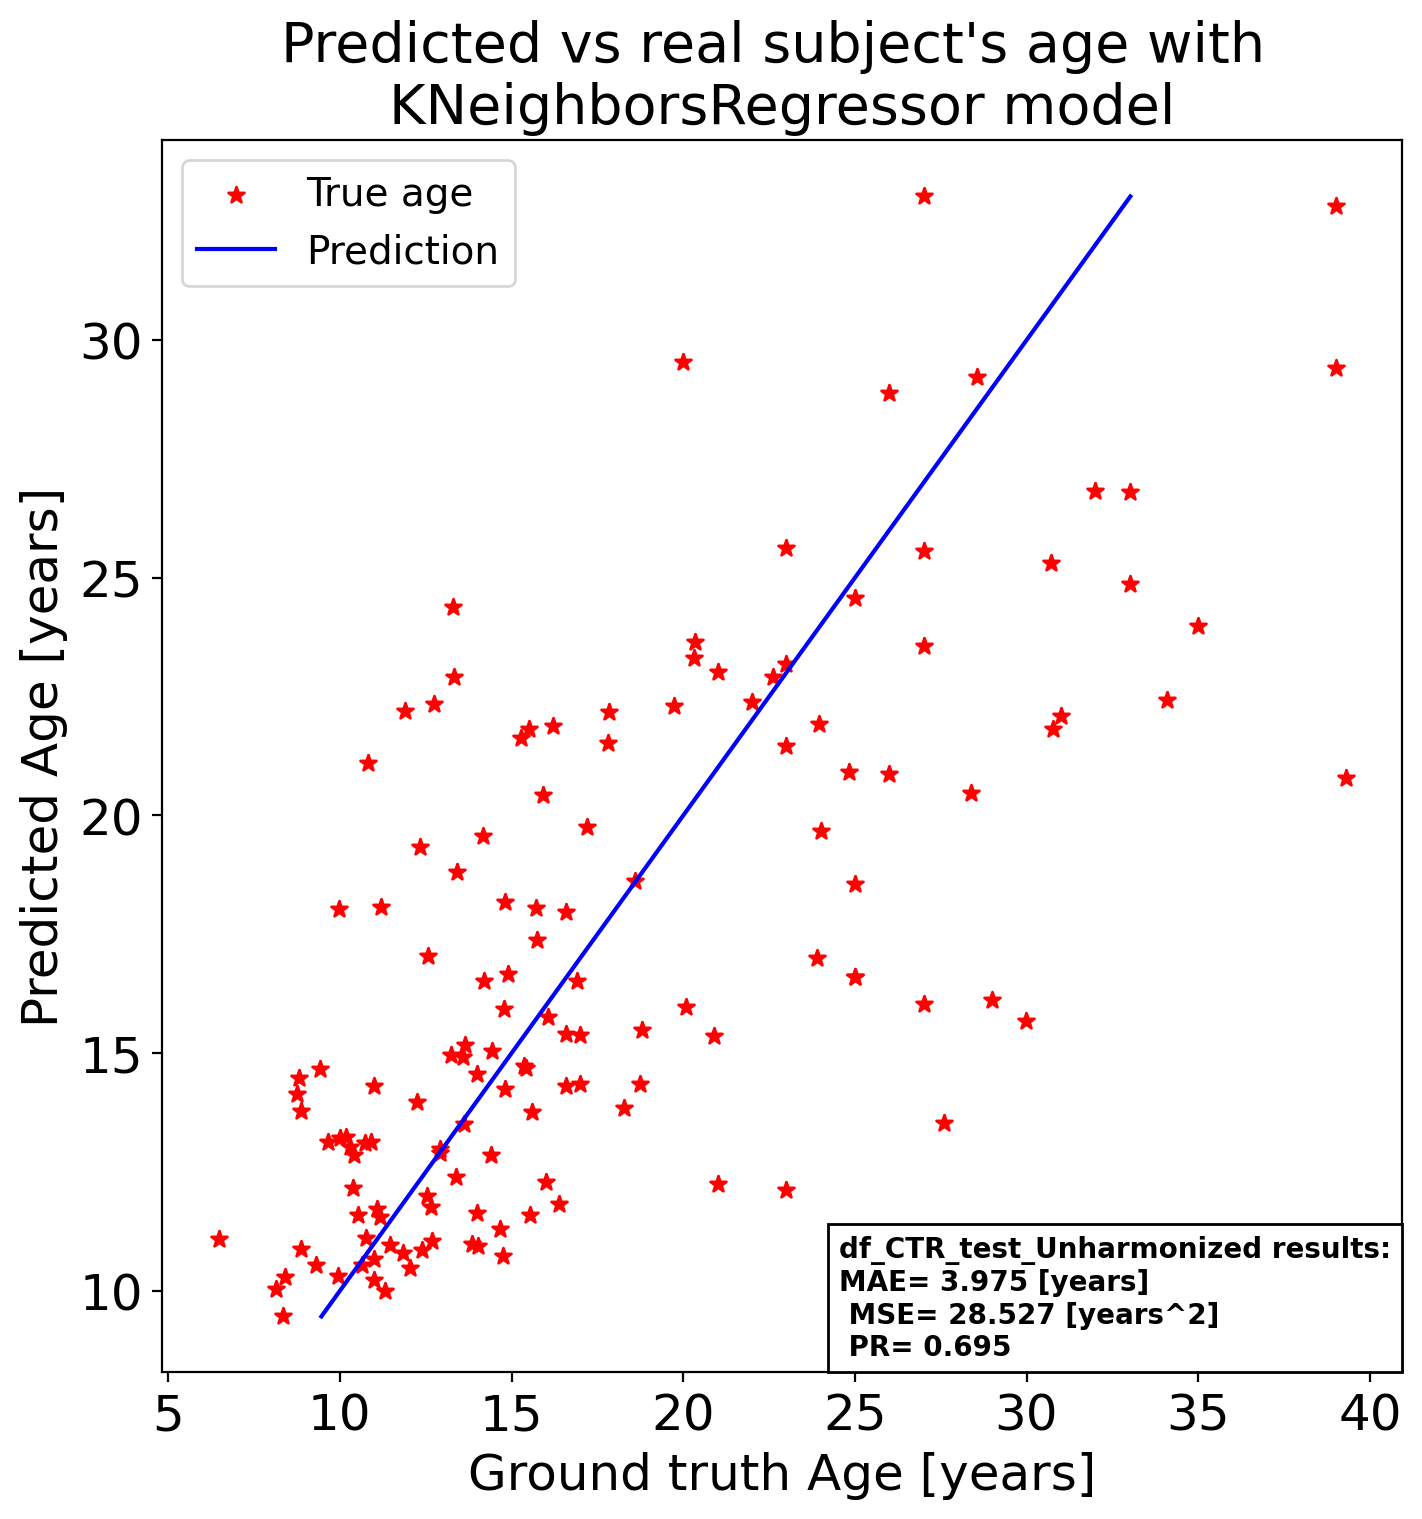 Predicted vs real subject's age with
KNeighborsRegressor model
True age
Prediction
Predicted Age [years]
30
25
20
15
10
5 10 15 20 25 30 35 40
Ground truth Age [years]
df_CTR_test_Unharmonized results:
MAE= 3.975 [years]
MSE= 28.527 [years^2]
PR= 0.695